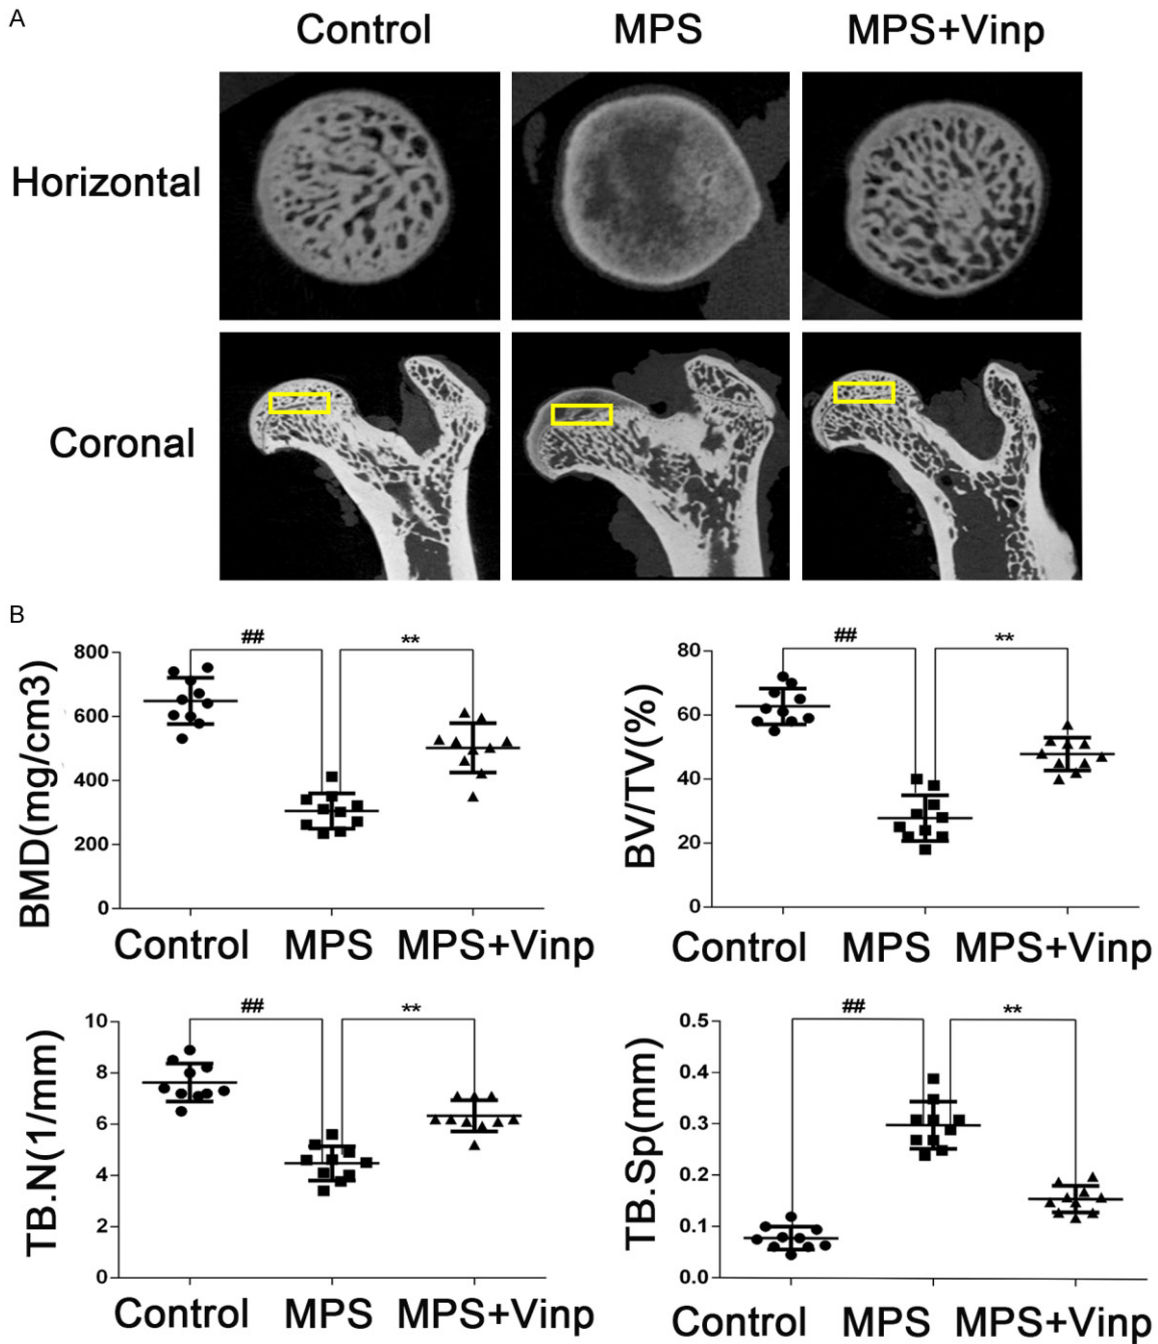 A
Control MPS MPS+Vinp
Horizontal
Coronal
B
BMD(mg/cm3)
800
600
400
200
0
##
**
Control MPS MPS+Vinp
BV/TV(%)
80
60
40
20
0
##
**
Control MPS MPS+Vinp
TB.N(1/mm)
10
8
6
4
2
0
##
**
Control MPS MPS+Vinp
TB.Sp(mm)
0.5
0.4
0.3
0.2
0.1
0.0
##
**
Control MPS MPS+Vinp